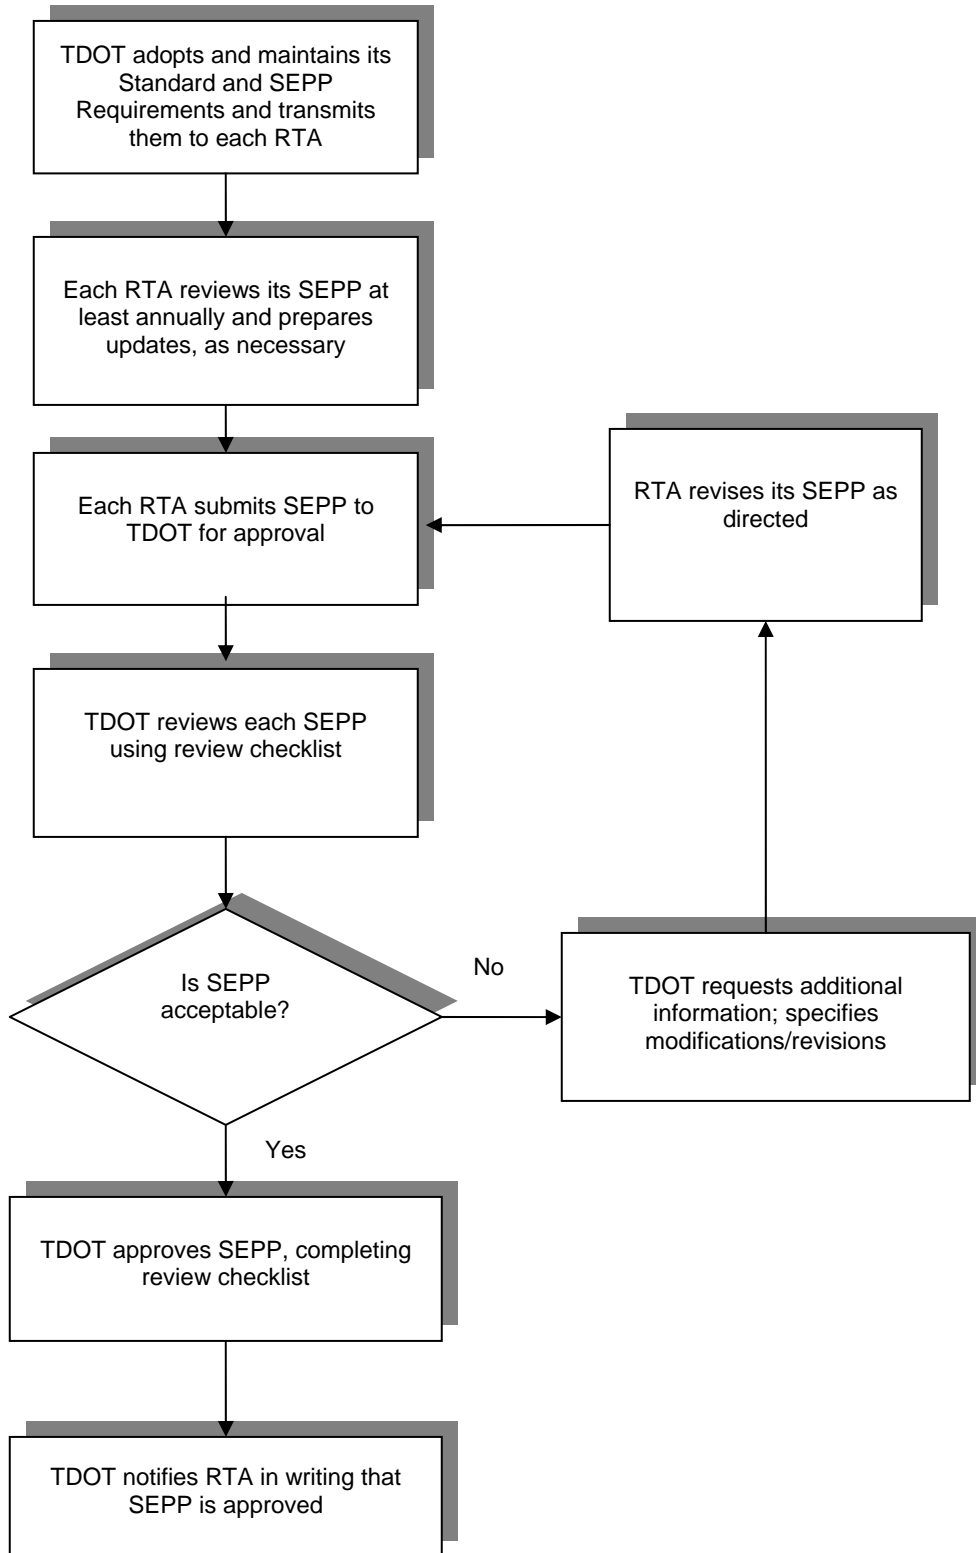 TDOT adopts and maintains its
Standard and SEPP
Requirements and transmits
them to each RTA
Each RTA reviews its SEPP at
least annually and prepares
updates, as necessary
Each RTA submits SEPP to
TDOT for approval
RTA revises its SEPP as
directed
TDOT reviews each SEPP
using review checklist
Is SEPP
acceptable?
No
TDOT requests additional
information; specifies
modifications/revisions
Yes
TDOT approves SEPP, completing
review checklist
TDOT notifies RTA in writing that
SEPP is approved